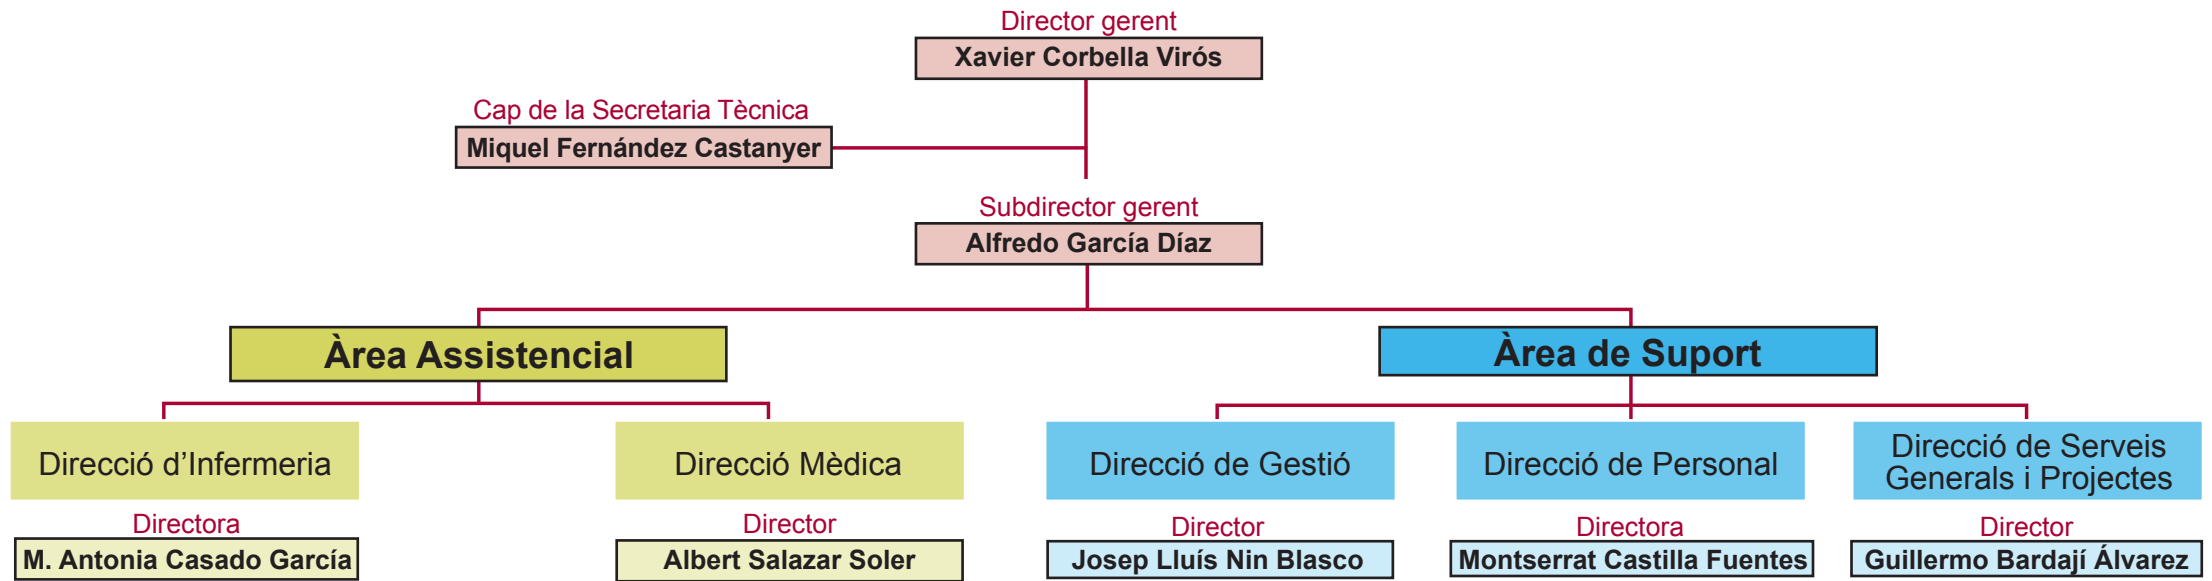 Director gerent
Xavier Corbella Virós
Cap de la Secretaria Tècnica
Miquel Fernández Castanyer
Subdirector gerent
Alfredo García Díaz
Àrea Assistencial
Àrea de Suport
Direcció d’Infermeria
Direcció Mèdica
Direcció de Gestió
Direcció de Personal
Direcció de Serveis
Generals i Projectes
Directora
M. Antonia Casado García
Director
Albert Salazar Soler
Director
Josep Lluís Nin Blasco
Directora
Montserrat Castilla Fuentes
Director
Guillermo Bardají Álvarez